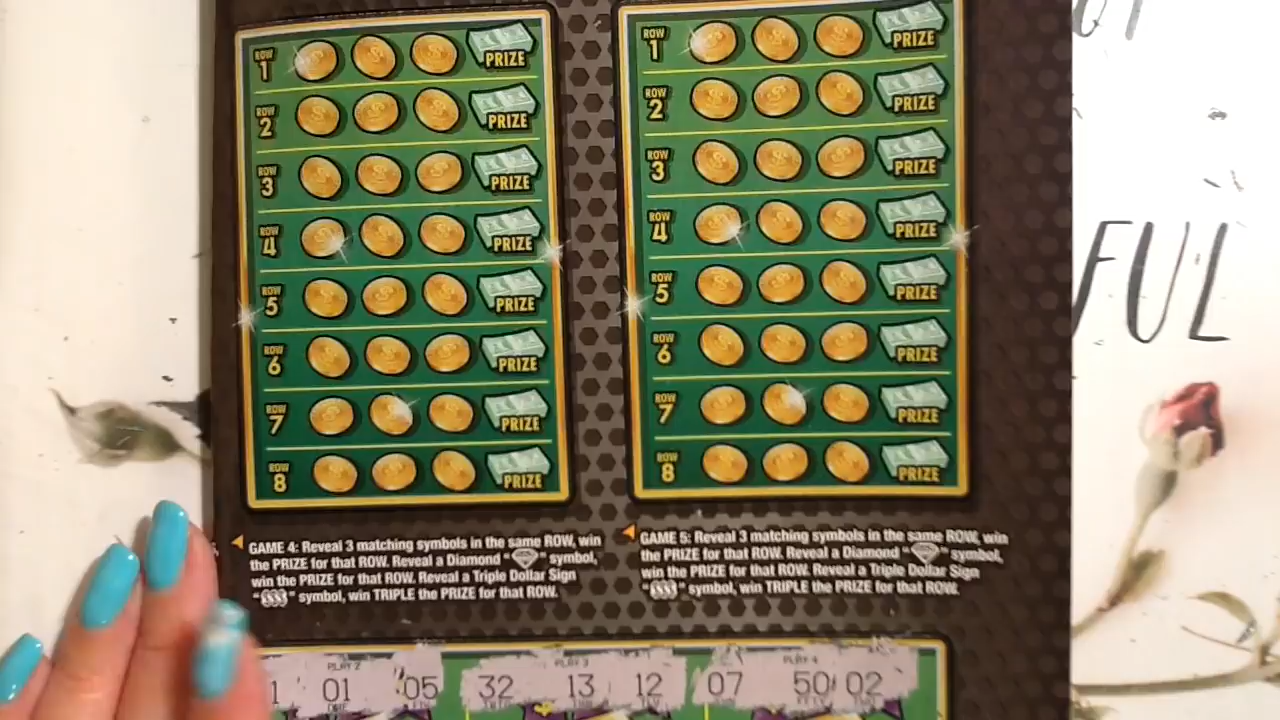 ROW 1 PRIZE
ROW 2 PRIZE
ROW 3 PRIZE
ROW 4 PRIZE
ROW 5 PRIZE
ROW 6 PRIZE
ROW 7 PRIZE
ROW 8 PRIZE
GAME 4: Reveal 3 matching symbols in the same ROW, win
the PRIZE for that ROW. Reveal a Diamond " " symbol,
win the PRIZE for that ROW. Reveal a Triple Dollar Sign
"$$$" symbol, win TRIPLE the PRIZE for that ROW.
ROW 1 PRIZE
ROW 2 PRIZE
ROW 3 PRIZE
ROW 4 PRIZE
ROW 5 PRIZE
ROW 6 PRIZE
ROW 7 PRIZE
ROW 8 PRIZE
GAME 5: Reveal 3 matching symbols in the same ROW, win
the PRIZE for that ROW. Reveal a Diamond " " symbol,
win the PRIZE for that ROW. Reveal a Triple Dollar Sign
"$$$" symbol, win TRIPLE the PRIZE for that ROW.
PLAY 2 PLAY 3 PLAY 4
01 05 32 13 12 07 50 02
FUL